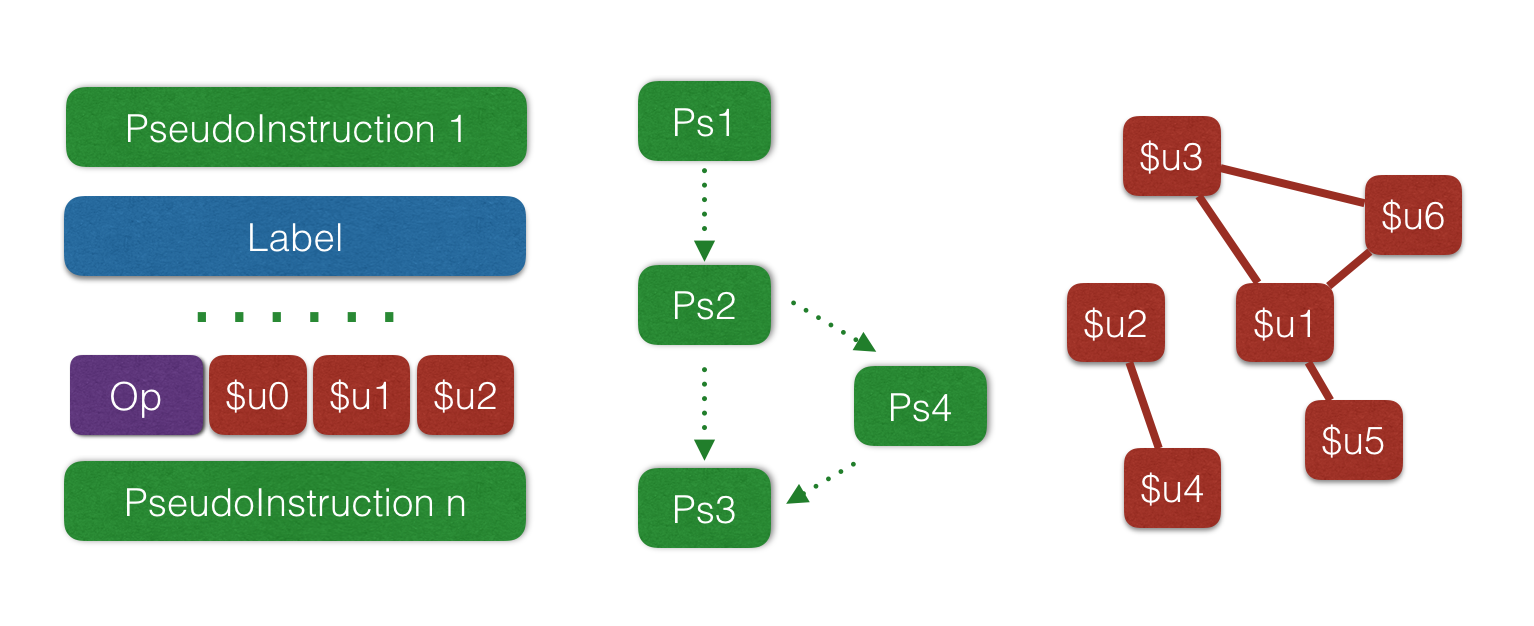 PseudoInstruction 1
Label
Op $u0 $u1 $u2
PseudoInstruction n
Ps1
Ps2
Ps4
Ps3
$u3
$u6
$u2
$u1
$u5
$u4